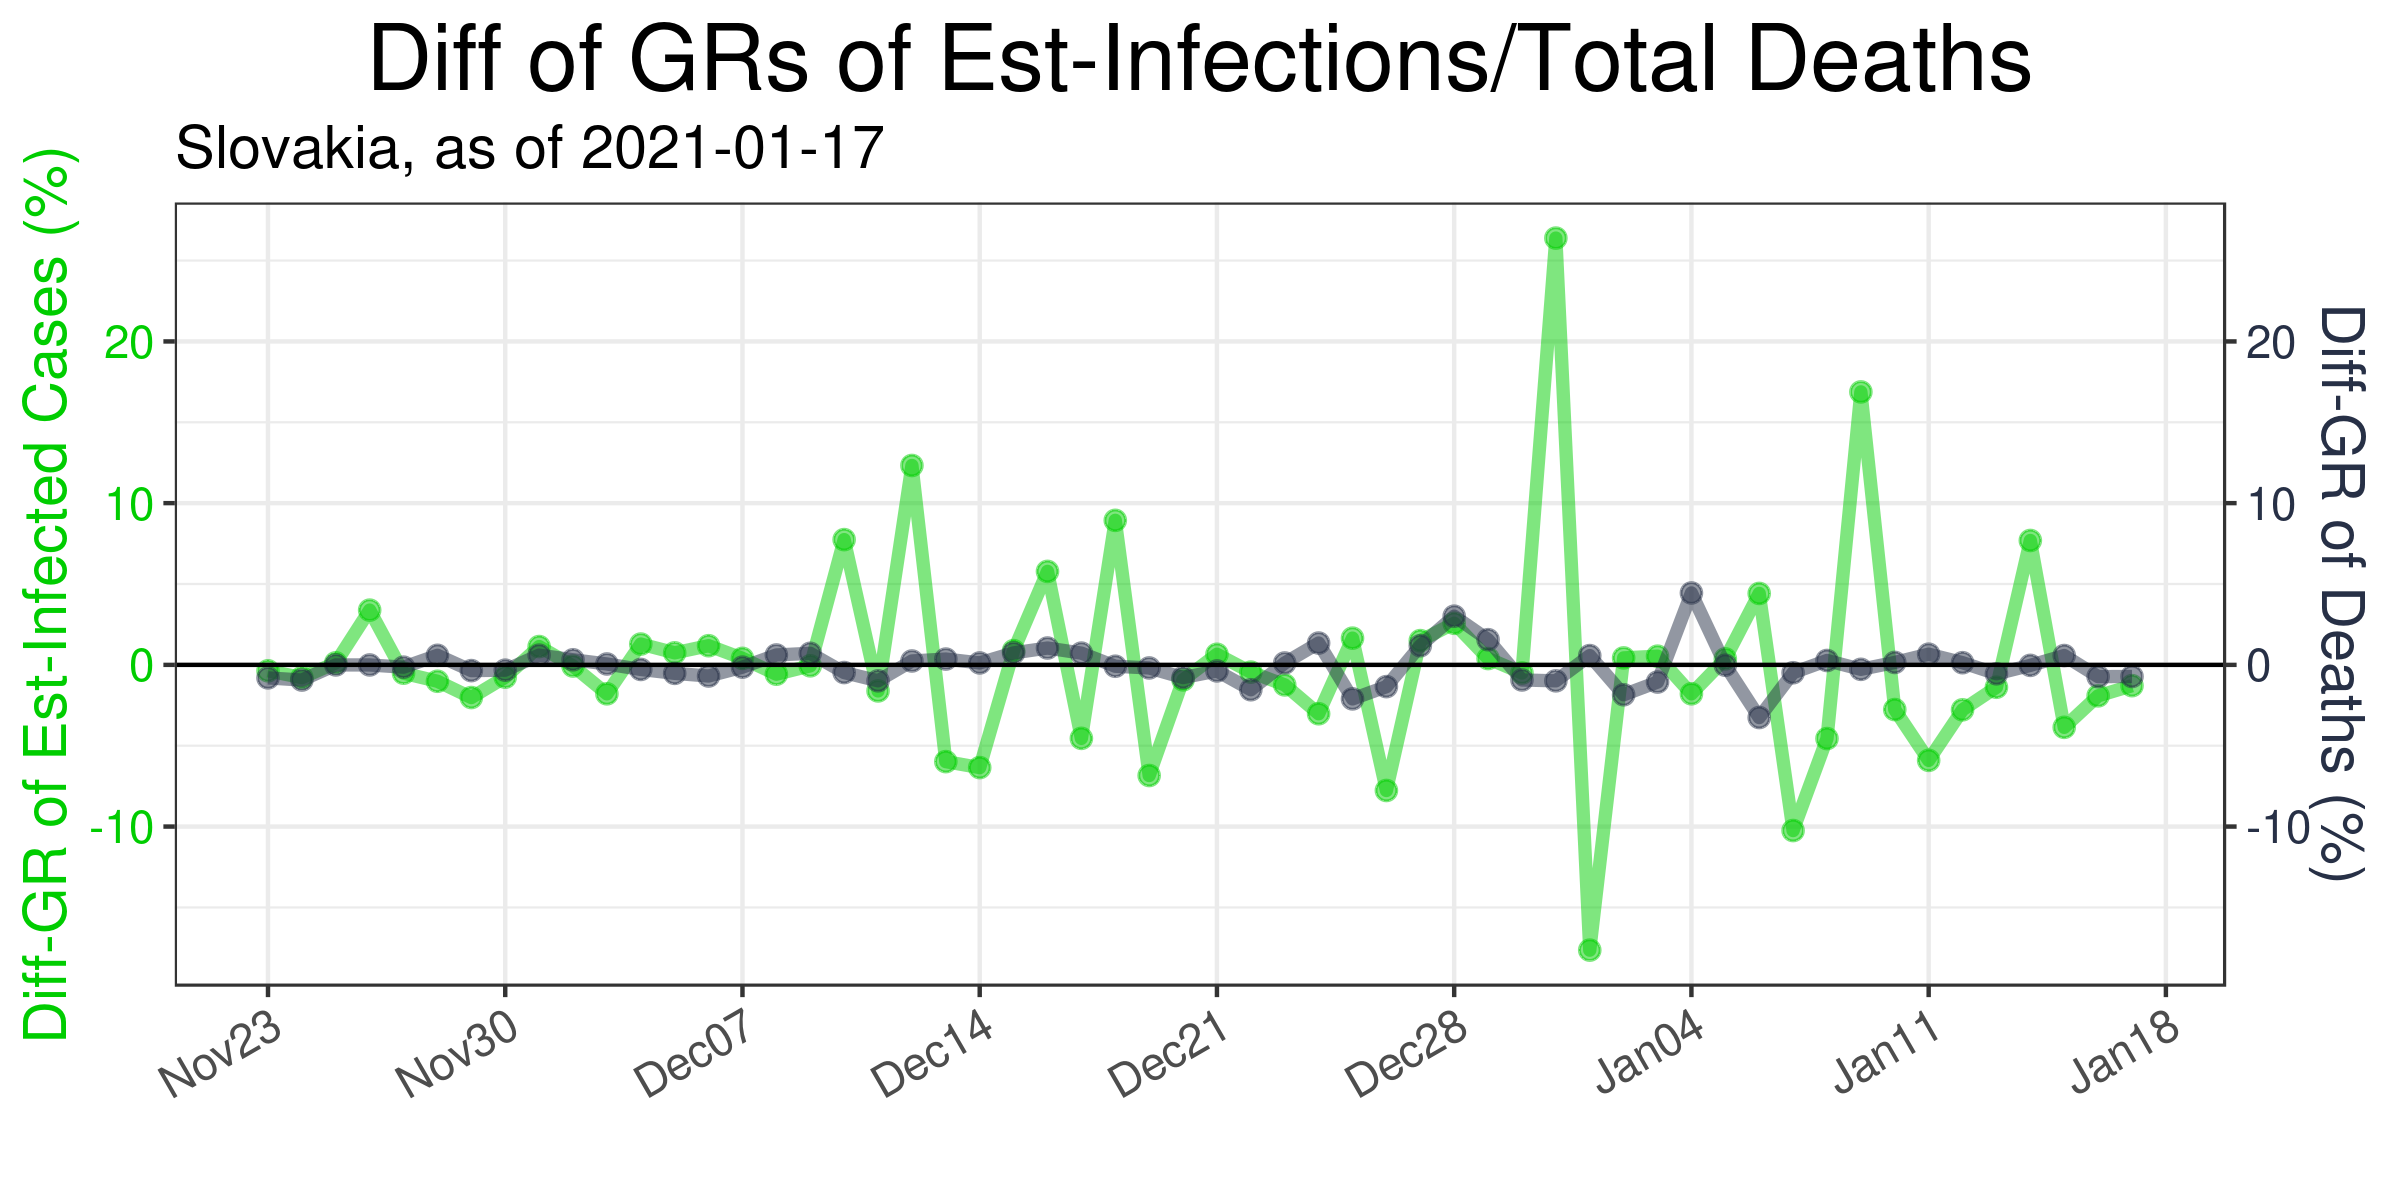 Diff of GRs of Est-Infections/Total Deaths
Slovakia, as of 2021-01-17
Diff-GR of Est-Infected Cases (%)
20
10
0
-10
20
10
0
-10
Diff-GR of Deaths (%)
Nov23
Nov30
Dec07
Dec14
Dec21
Dec28
Jan04
Jan11
Jan18